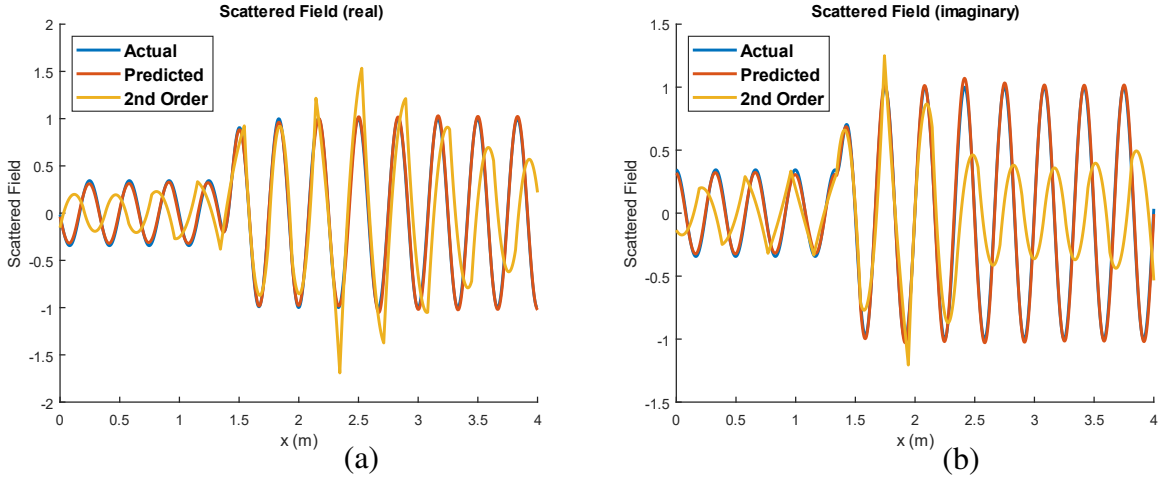 Scattered Field (real)
2
1.5
1
0.5
0
-0.5
-1
-1.5
-2
Scattered Field
Actual
Predicted
2nd Order
0 0.5 1 1.5 2 2.5 3 3.5 4
x (m)
(a)
Scattered Field (imaginary)
1.5
1
0.5
0
-0.5
-1
-1.5
Scattered Field
Actual
Predicted
2nd Order
0 0.5 1 1.5 2 2.5 3 3.5 4
x (m)
(b)